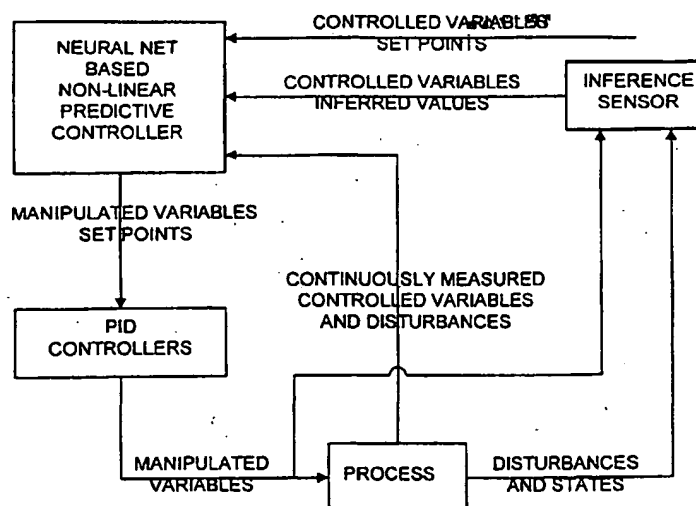 NEURAL NET
BASED
NON-LINEAR
PREDICTIVE
CONTROLLER
CONTROLLED VARIABLES
SET POINTS
CONTROLLED VARIABLES
INFERRED VALUES
INFERENCE
SENSOR
MANIPULATED VARIABLES
SET POINTS
CONTINUOUSLY MEASURED
CONTROLLED VARIABLES
AND DISTURBANCES
PID
CONTROLLERS
MANIPULATED
VARIABLES
PROCESS
DISTURBANCES
AND STATES